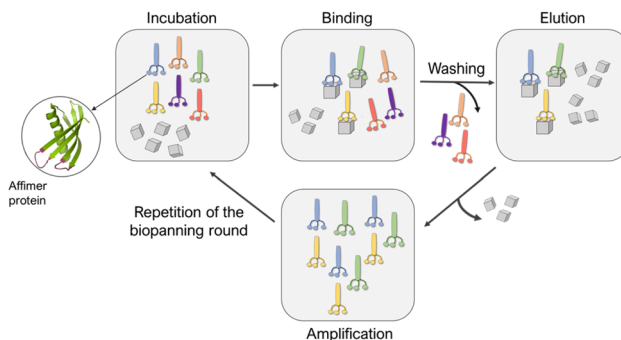 Incubation
Binding
Elution
Washing
Affimer
protein
Repetition of the
biopanning round
Amplification